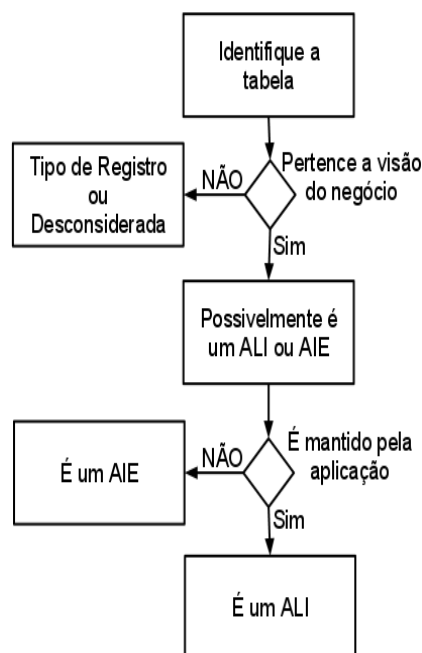 Identifique a
tabela
Pertence a visão
do negócio
NÃO
Tipo de Registro
ou
Desconsiderada
Sim
Possivelmente é
um ALI ou AIE
É mantido pela
aplicação
NÃO
É um AIE
Sim
É um ALI